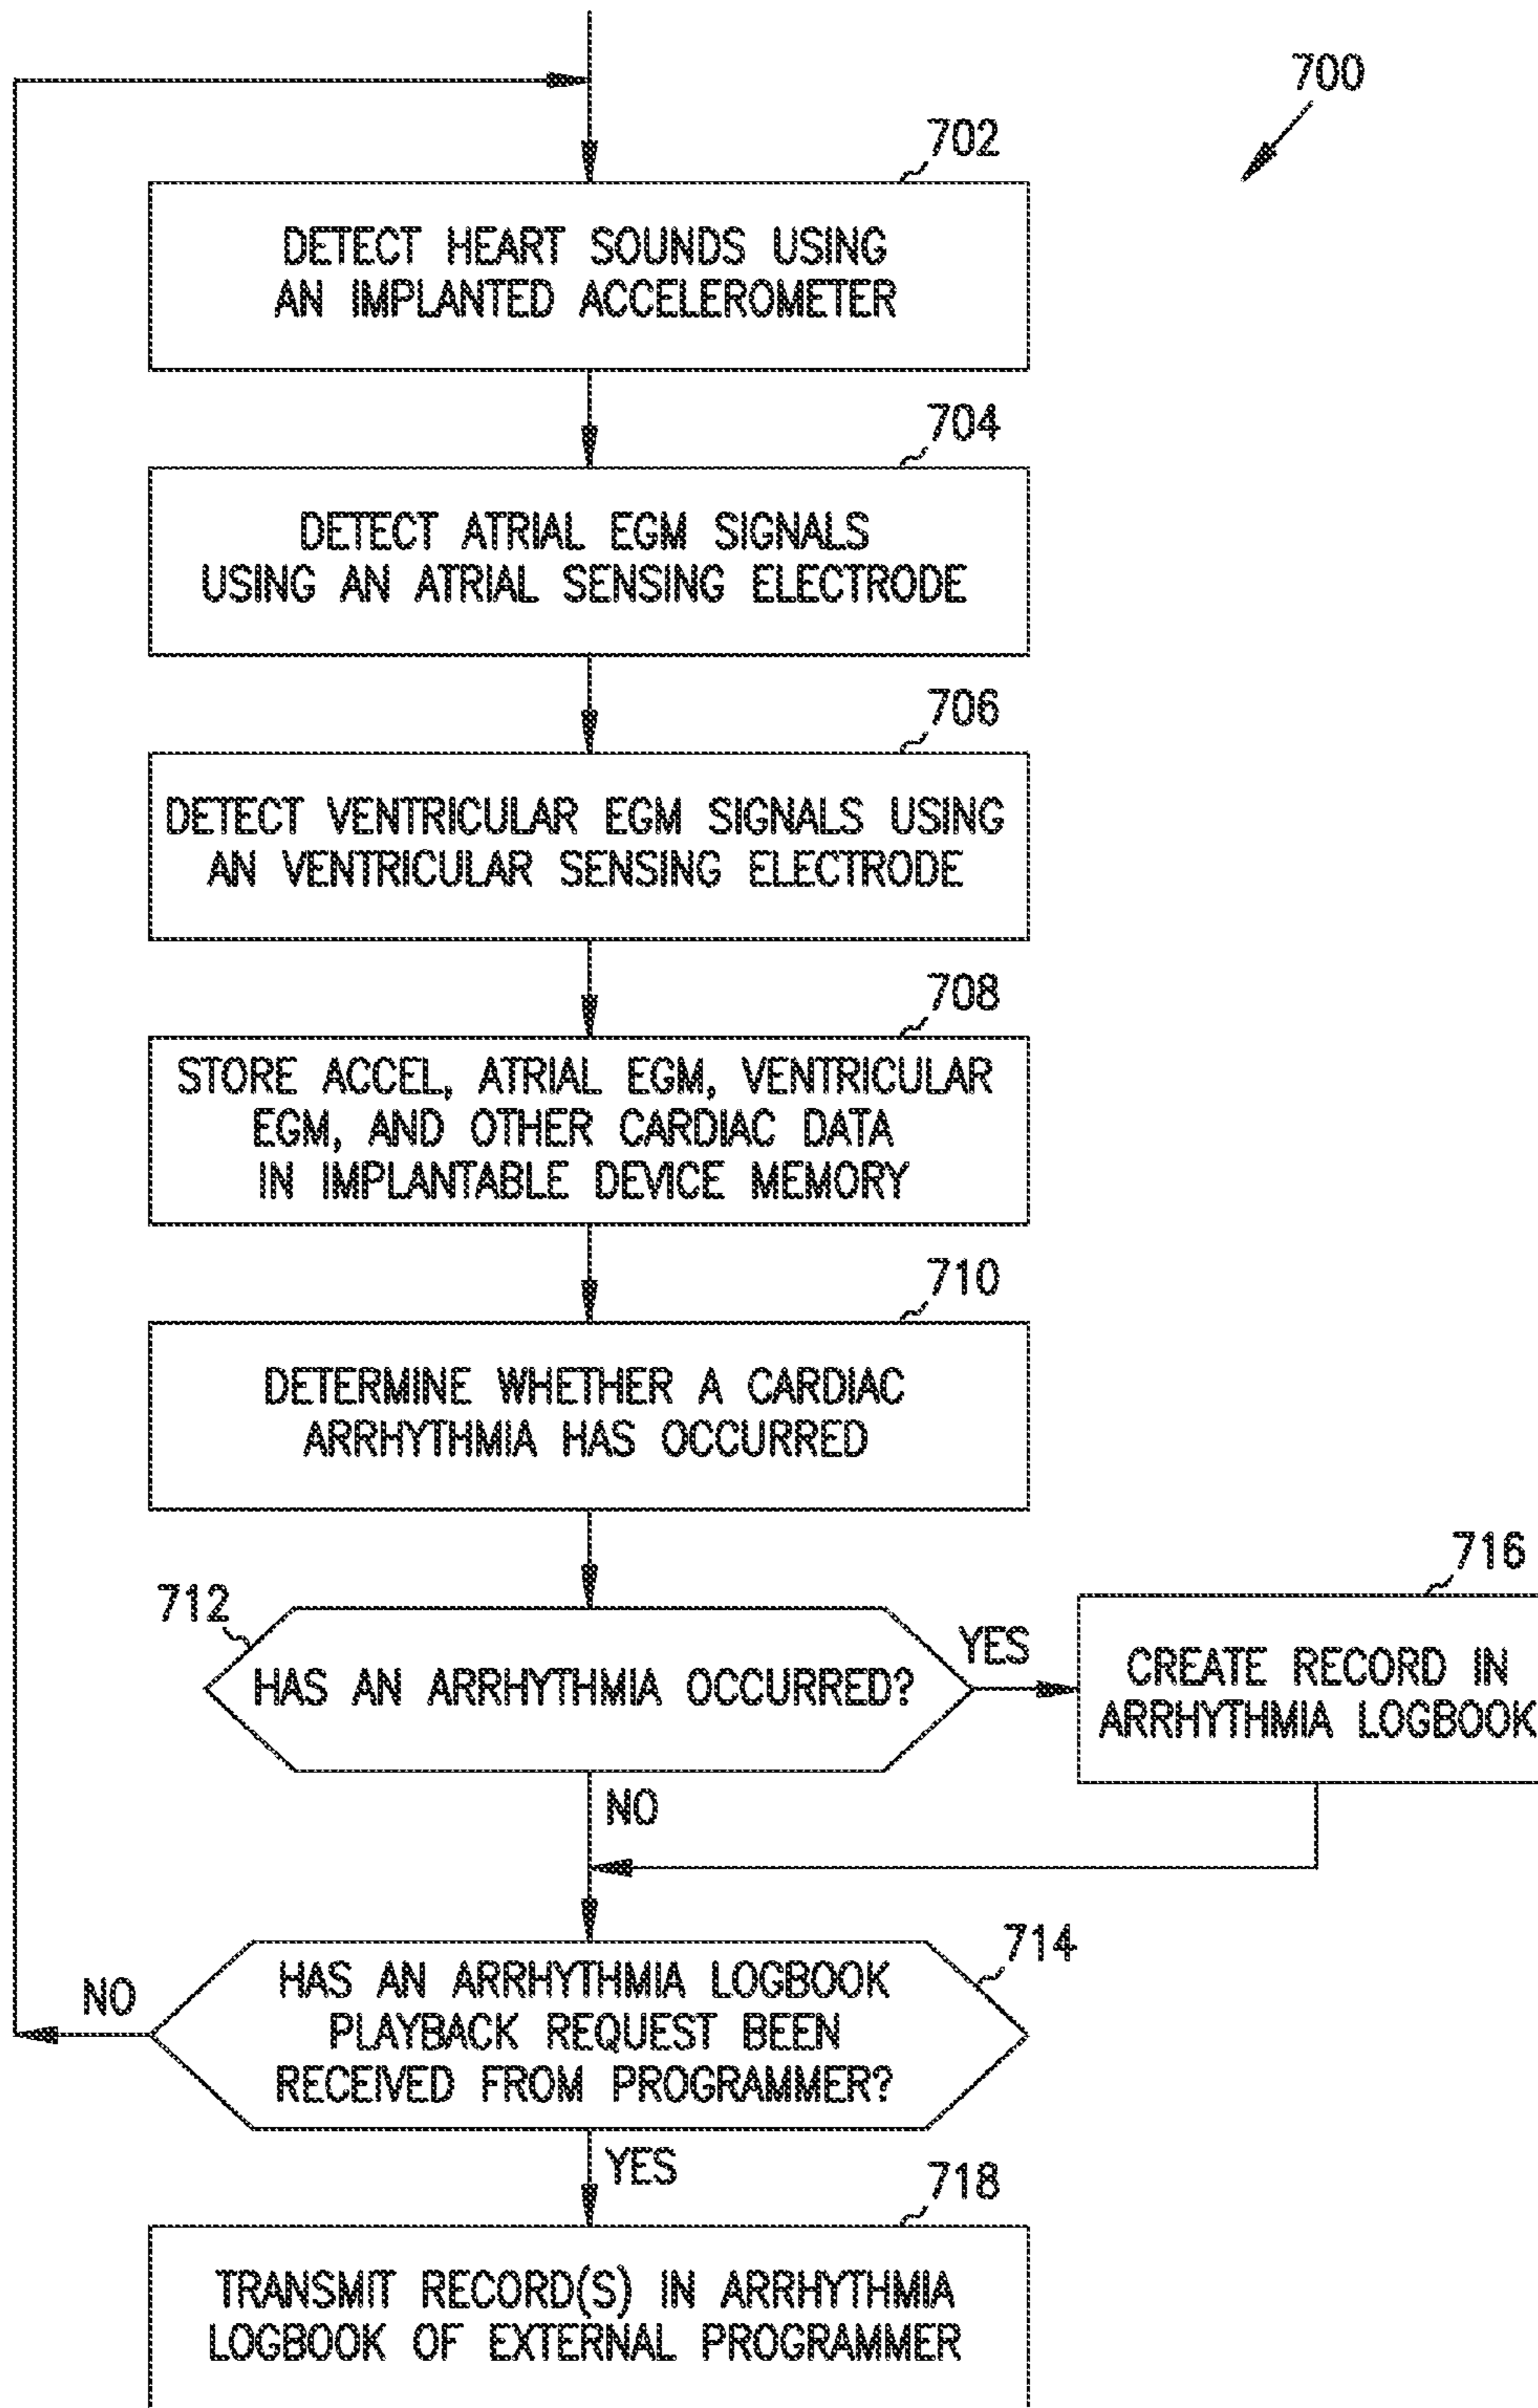 700
702
DETECT HEART SOUNDS USING
AN IMPLANTED ACCELEROMETER
704
DETECT ATRIAL EGM SIGNALS
USING AN ATRIAL SENSING ELECTRODE
706
DETECT VENTRICULAR EGM SIGNALS USING
AN VENTRICULAR SENSING ELECTRODE
708
STORE ACCEL, ATRIAL EGM, VENTRICULAR
EGM, AND OTHER CARDIAC DATA
IN IMPLANTABLE DEVICE MEMORY
710
DETERMINE WHETHER A CARDIAC
ARRHYTHMIA HAS OCCURRED
712
HAS AN ARRHYTHMIA OCCURRED?
YES
716
CREATE RECORD IN
ARRHYTHMIA LOGBOOK
NO
714
HAS AN ARRHYTHMIA LOGBOOK
PLAYBACK REQUEST BEEN
RECEIVED FROM PROGRAMMER?
NO
YES
718
TRANSMIT RECORD(S) IN ARRHYTHMIA
LOGBOOK OF EXTERNAL PROGRAMMER